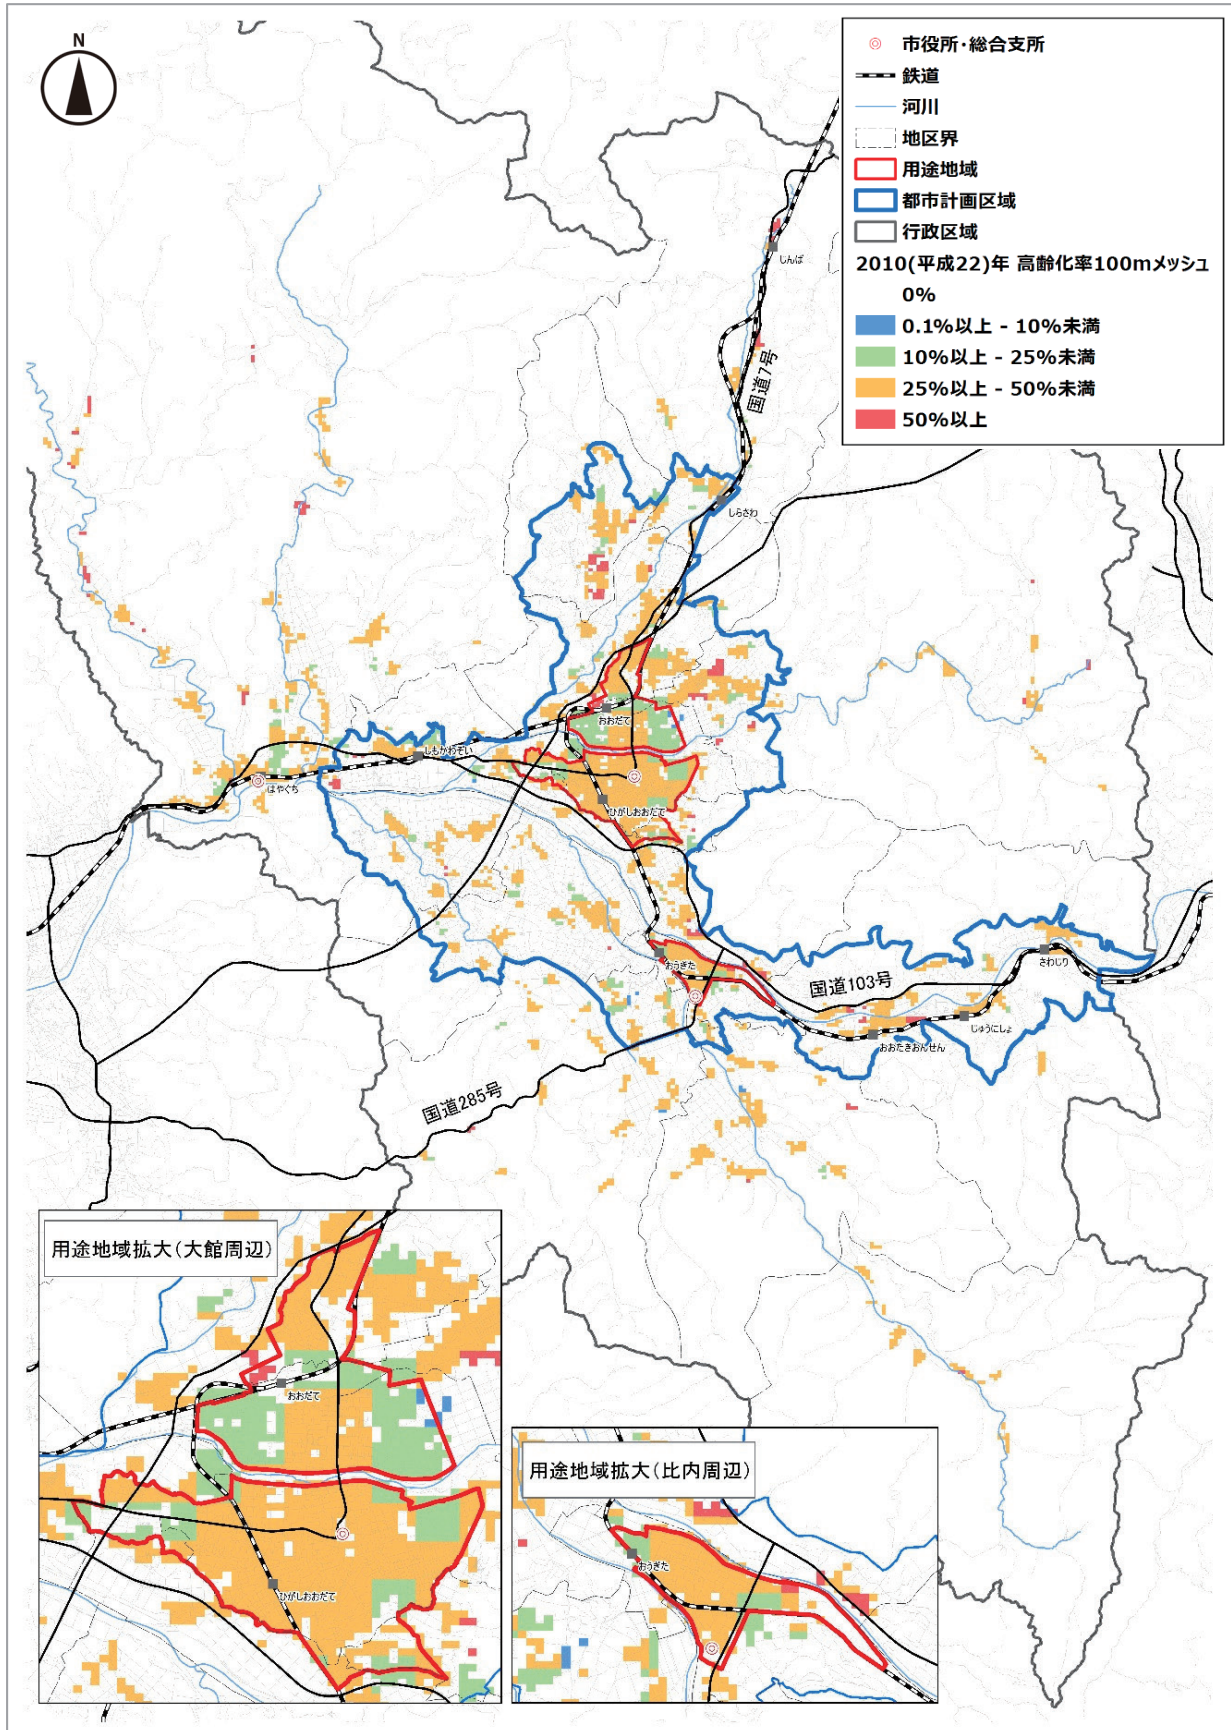 N
市役所・総合支所
鉄道
河川
地区界
用途地域
都市計画区域
行政区域
2010(平成22)年 高齢化率100mメッシュ
0%
0.1%以上 - 10%未満
10%以上 - 25%未満
25%以上 - 50%未満
50%以上
じんば
国道7号
しらさわ
おおだて
しもかわぞい
はやぐち
ひがしおおだて
おうぎた
さわじり
国道103号
じゅうにしょ
おおたきおんせん
国道285号
用途地域拡大(大館周辺)
おおだて
ひがしおおだて
用途地域拡大(比内周辺)
おうぎた